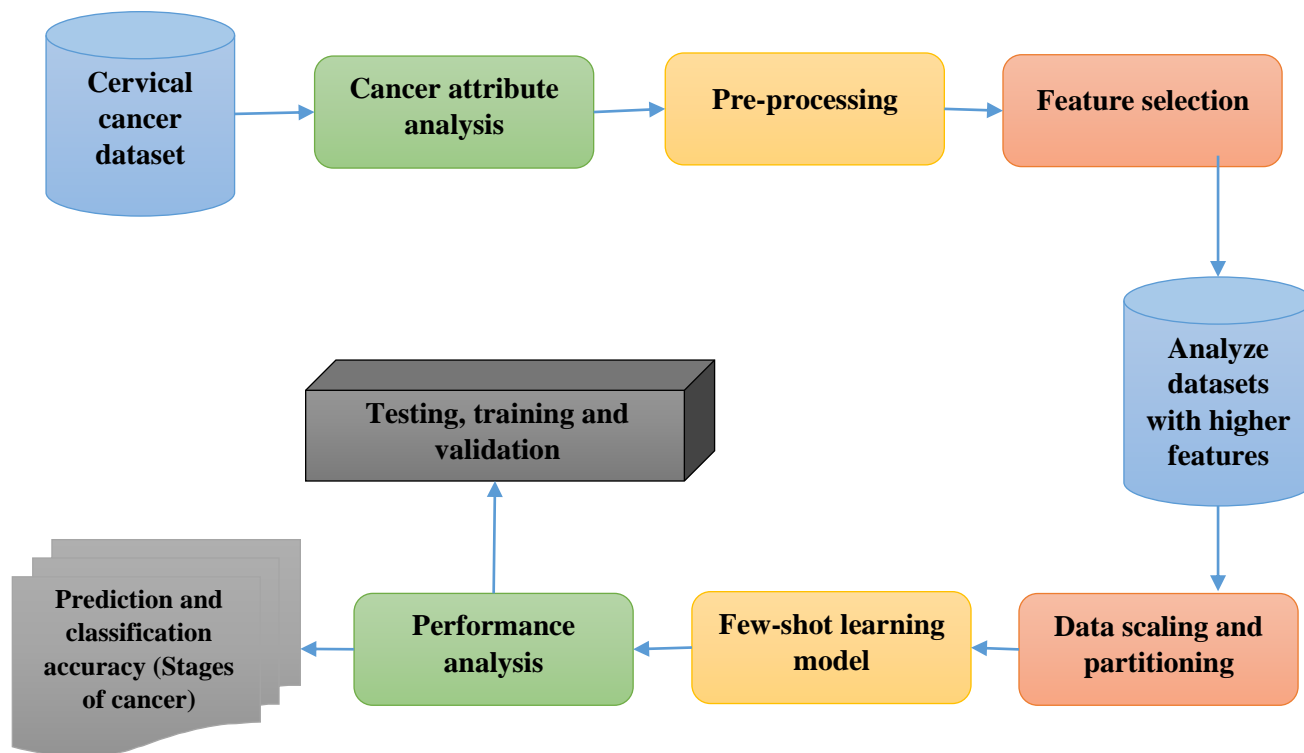 Cervical
cancer
dataset
Cancer attribute
analysis
Pre-processing
Feature selection
Analyze
datasets
with higher
features
Testing, training and
validation
Prediction and
classification
accuracy (Stages
of cancer)
Performance
analysis
Few-shot learning
model
Data scaling and
partitioning